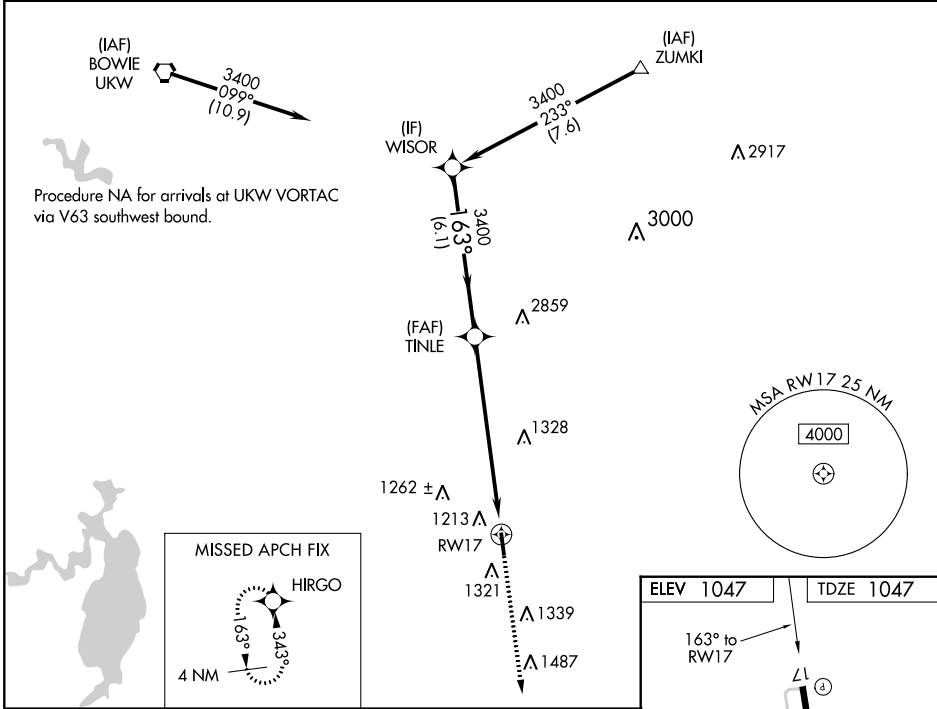 (IAF)
BOWIE
UKW
3400
099°
(10.9)
(IAF)
ZUMKI
3400
233°
(7.6)
(IF)
WISOR
2917
Procedure NA for arrivals at UKW VORTAC
via V63 southwest bound.
3400
163°
(6.1)
3000
2859
(FAF)
TINLE
MSA RW17 25 NM
4000
1328
1262 ±
1213
RW17
1321
1339
1487
MISSED APCH FIX
HIRGO
163°
343°
4 NM
ELEV 1047
TDZE 1047
163° to
RW17
17
P